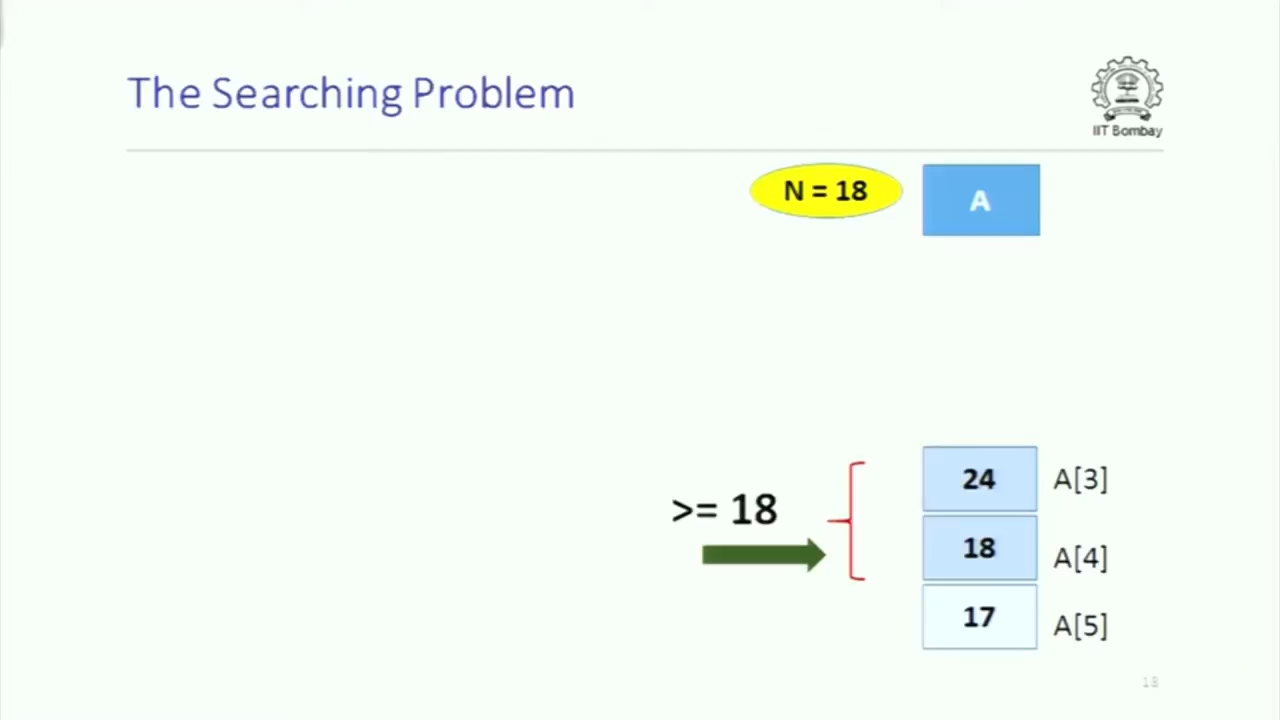 The Searching Problem
IIT Bombay
N = 18
A
24 A[3]
>= 18
18 A[4]
17 A[5]
18